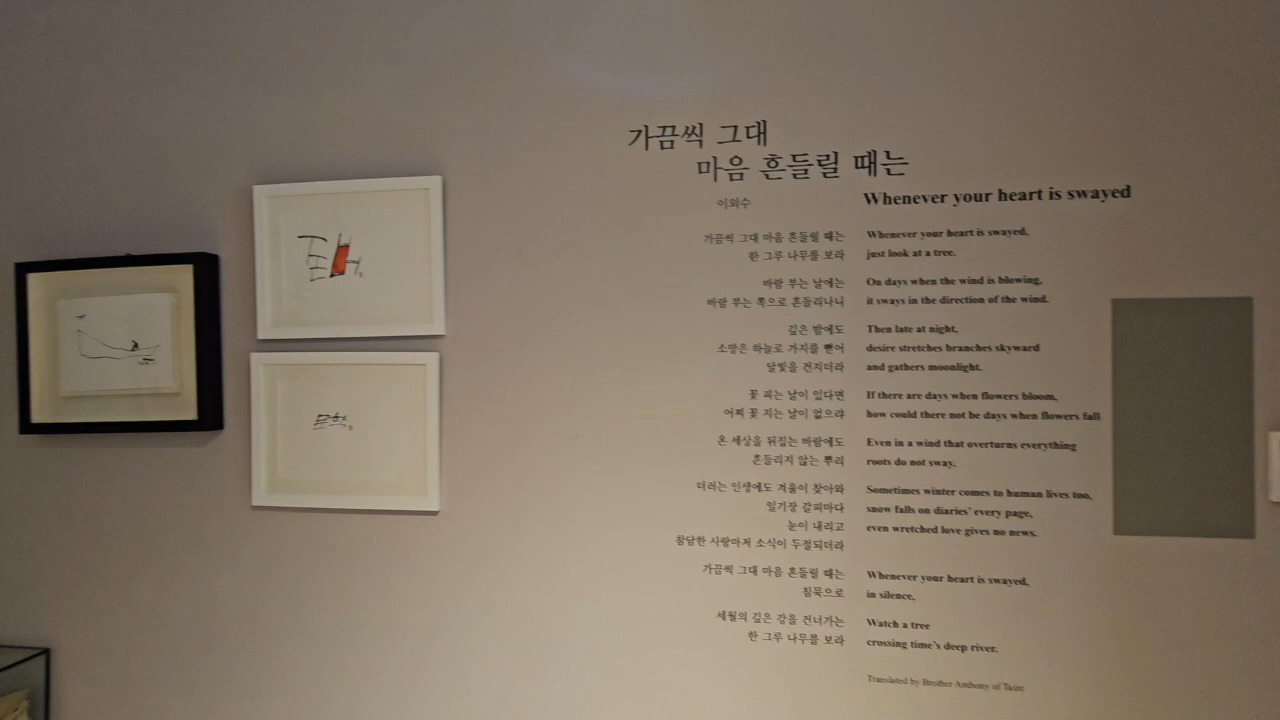 가끔씩 그대
마음 흔들릴 때는
이외수
가끔씩 그대 마음 흔들릴 때는
한 그루 나무를 보라
바람 부는 날에는
바람 부는 쪽으로 흔들리나니
깊은 밤에도
소망은 하늘로 가지를 뻗어
달빛을 건지더라
꽃 피는 날이 있다면
어찌 꽃 지는 날이 없으랴
온 세상을 뒤집는 바람에도
흔들리지 않는 뿌리
더러는 인생에도 겨울이 찾아와
일기장 갈피마다
눈이 내리고
참담한 사랑마저 소식이 두절되더라
가끔씩 그대 마음 흔들릴 때는
침묵으로
세월의 깊은 강을 건너가는
한 그루 나무를 보라
Whenever your heart is swayed
Whenever your heart is swayed,
just look at a tree.
On days when the wind is blowing,
it sways in the direction of the wind.
Then late at night,
desire stretches branches skyward
and gathers moonlight.
If there are days when flowers bloom,
how could there not be days when flowers fall
Even in a wind that overturns everything
roots do not sway.
Sometimes winter comes to human lives too,
snow falls on diaries' every page,
even wretched love gives no news.
Whenever your heart is swayed,
in silence,
Watch a tree
crossing time's deep river.
Translated by Brother Anthony of Taize